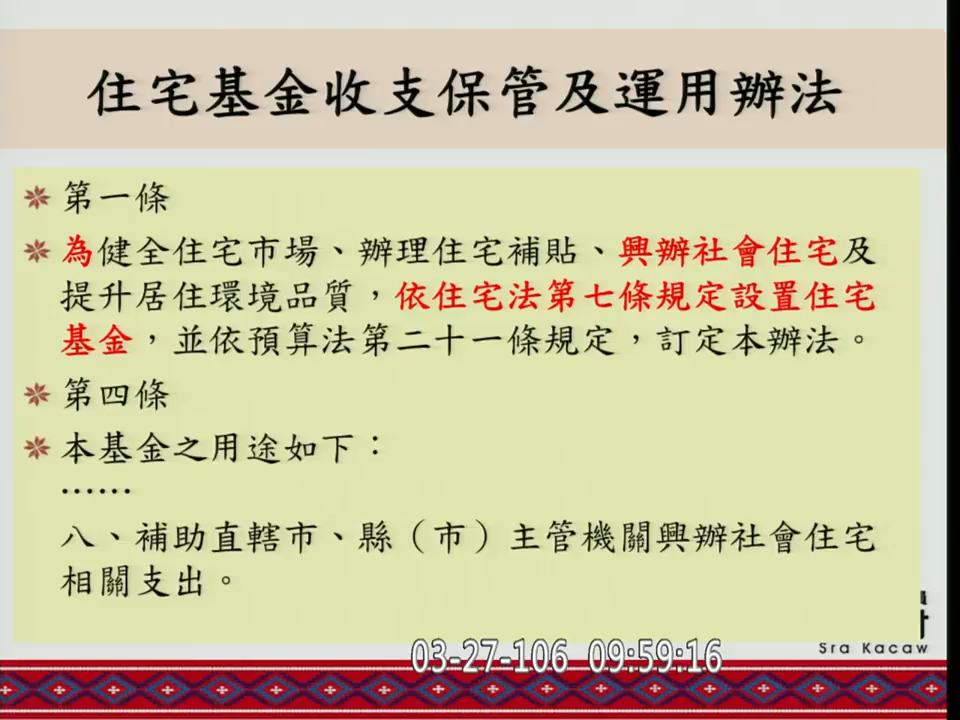 住宅基金收支保管及運用辦法
第一條
為健全住宅市場、辦理住宅補貼、興辦社會住宅及
提升居住環境品質,依住宅法第七條規定設置住宅
基金,並依預算法第二十一條規定,訂定本辦法。
第四條
本基金之用途如下:
……
八、補助直轄市、縣(市)主管機關興辦社會住宅
相關支出。
Sra Kacaw
03-27-106 09:59:16